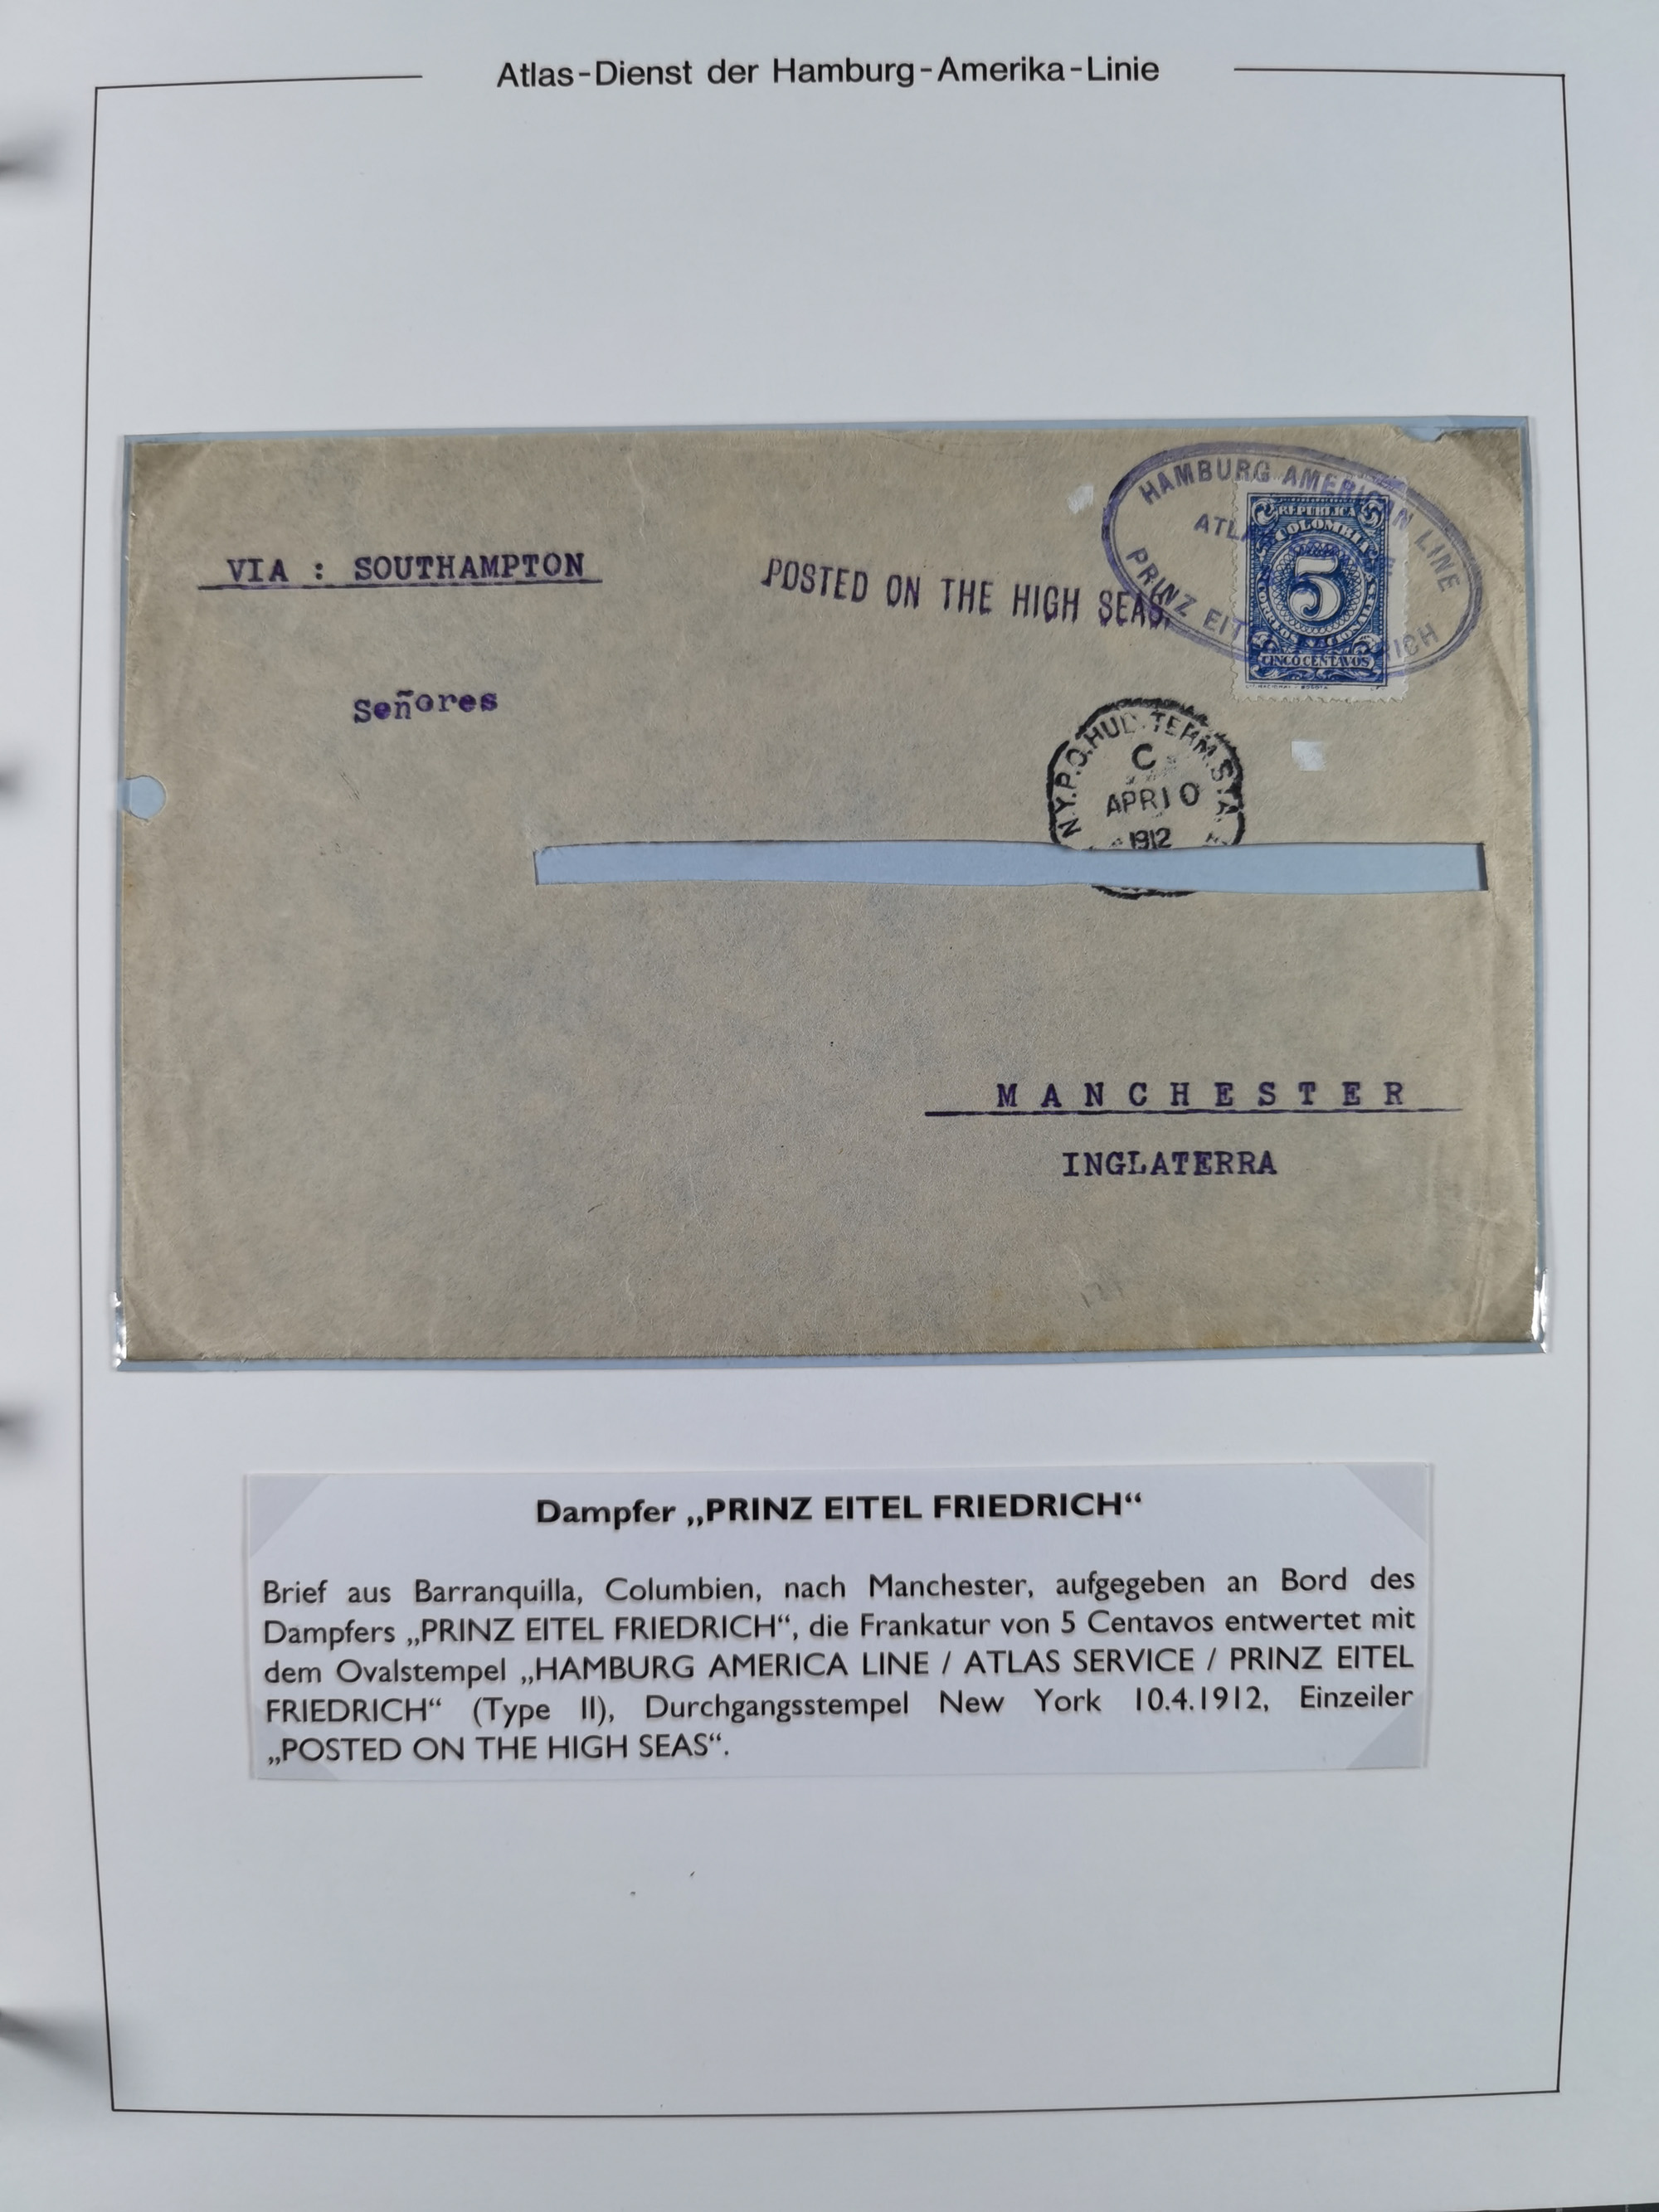 Atlas-Dienst der Hamburg-Amerika-Linie
HAMBURG AMERICAN LINE
PRINZ
REPUBLICA
COLOMBIA
5
CINCO CENTAVOS
VIA : SOUTHAMPTON
POSTED ON THE HIGH SEAS.
Señores
N.Y.P.O. HUD. TERM. STA.
C
APR 10
1912
MANCHESTER
INGLATERRA
Dampfer „PRINZ EITEL FRIEDRICH“
Brief aus Barranquilla, Columbien, nach Manchester, aufgegeben an Bord des
Dampfers „PRINZ EITEL FRIEDRICH“, die Frankatur von 5 Centavos entwertet mit
dem Ovalstempel „HAMBURG AMERICA LINE / ATLAS SERVICE / PRINZ EITEL
FRIEDRICH“ (Type II), Durchgangsstempel New York 10.4.1912, Einzeiler
„POSTED ON THE HIGH SEAS“.